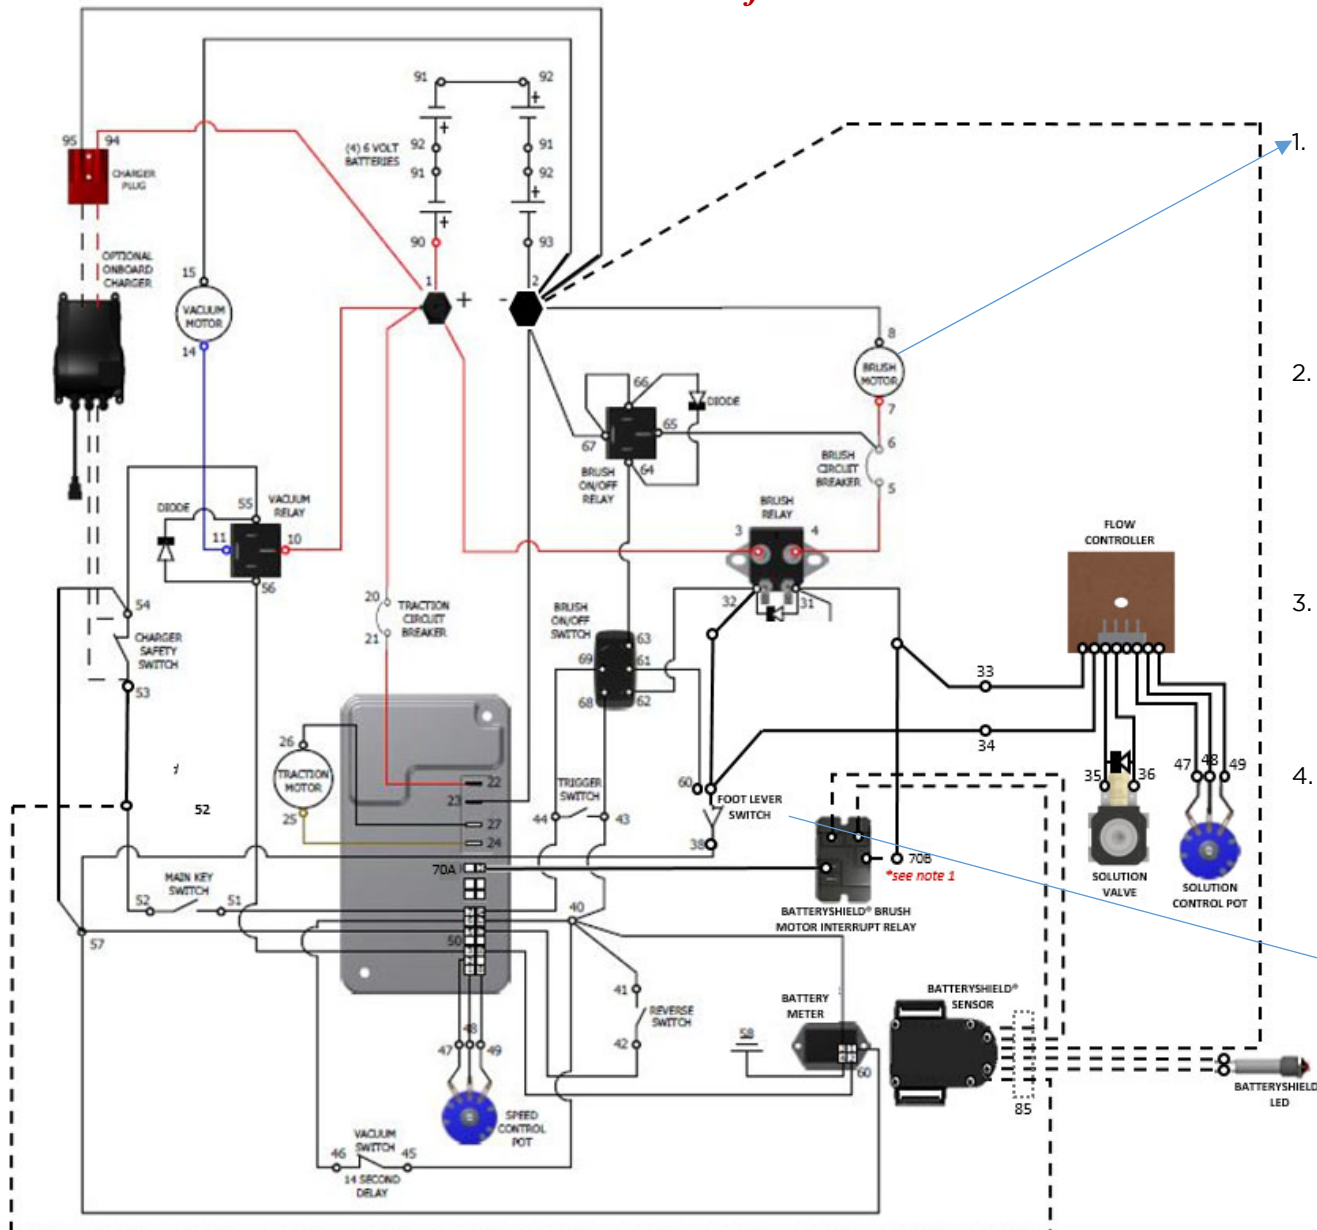 91
92
95
94
(4) 6 VOLT
BATTERIES
92
91
91
92
1.
CHARGER
PLUG
90
93
OPTIONAL
ONBOARD
CHARGER
15
1
+
-
2
VACUUM
MOTOR
14
8
BRUSH
MOTOR
7
2.
66
DIODE
65
67
64
6
BRUSH
ON/OFF
RELAY
BRUSH
CIRCUIT
BREAKER
5
DIODE
55
VACUUM
RELAY
11
10
56
BRUSH
RELAY
3
4
32
31
FLOW
CONTROLLER
54
CHARGER
SAFETY
SWITCH
53
20
21
TRACTION
CIRCUIT
BREAKER
BRUSH
ON/OFF
SWITCH
63
69
61
68
62
3.
33
34
26
TRACTION
MOTOR
25
22
23
27
24
TRIGGER
SWITCH
44
43
60
FOOT LEVER
SWITCH
38
35
36
47
48
49
4.
52
70A
70B
*see note 1
SOLUTION
VALVE
SOLUTION
CONTROL POT
MAIN KEY
SWITCH
52
51
BATTERYSHIELD® BRUSH
MOTOR INTERRUPT RELAY
57
50
40
41
REVERSE
SWITCH
42
BATTERY
METER
58
60
BATTERYSHIELD®
SENSOR
85
BATTERYSHIELD
LED
47
48
49
SPEED
CONTROL
POT
VACUUM
SWITCH
46
45
14 SECOND
DELAY